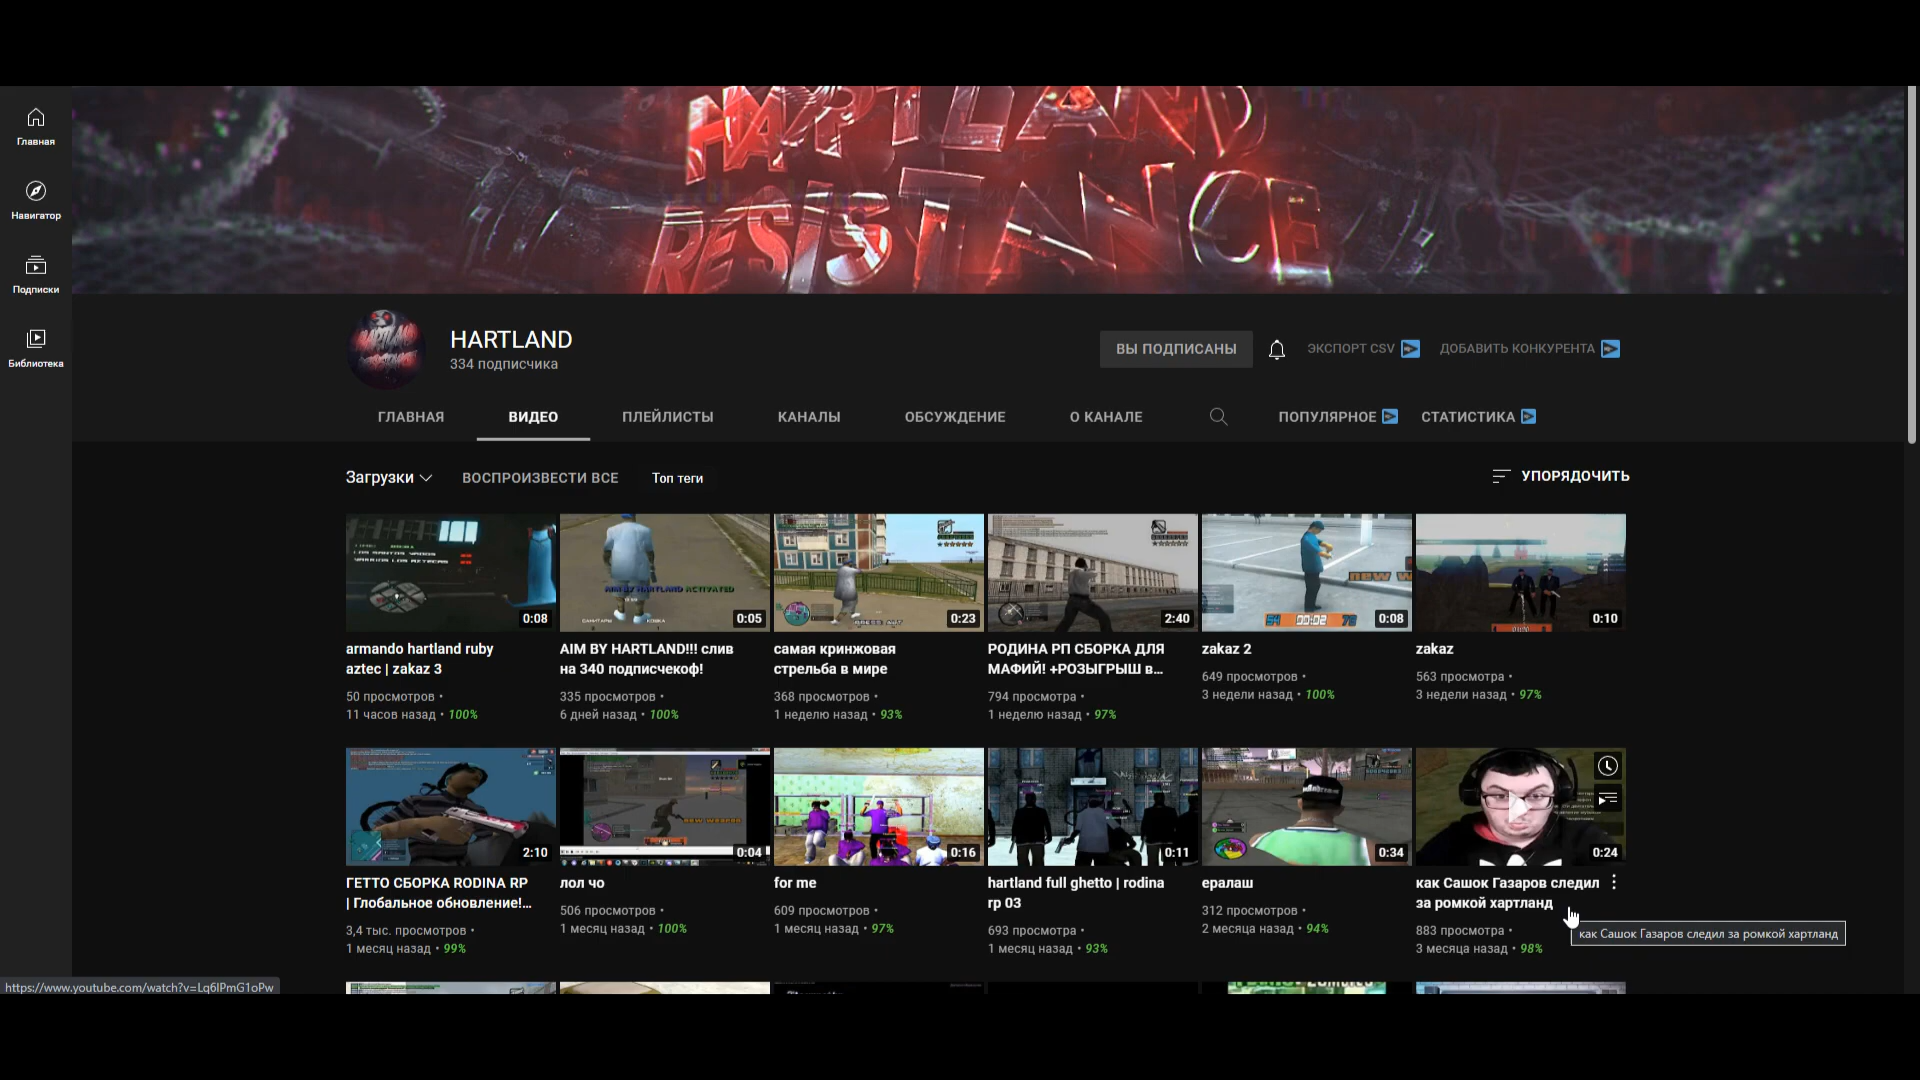 HARTLAND
RESISTANCE
Главная
Навигатор
Подписки
Библиотека
HARTLAND
334 подписчика
ВЫ ПОДПИСАНЫ
ЭКСПОРТ CSV
ДОБАВИТЬ КОНКУРЕНТА
ГЛАВНАЯ
ВИДЕО
ПЛЕЙЛИСТЫ
КАНАЛЫ
ОБСУЖДЕНИЕ
О КАНАЛЕ
ПОПУЛЯРНОЕ
СТАТИСТИКА
Загрузки
ВОСПРОИЗВЕСТИ ВСЕ
Топ теги
УПОРЯДОЧИТЬ
0:08
armando hartland ruby
aztec | zakaz 3
50 просмотров •
11 часов назад • 100%
AIM BY HARTLAND ACTIVATED
0:05
AIM BY HARTLAND!!! слив
на 340 подписчекоф!
335 просмотров •
6 дней назад • 100%
0:23
самая кринжовая
стрельба в мире
368 просмотров •
1 неделю назад • 93%
2:40
РОДИНА РП СБОРКА ДЛЯ
МАФИЙ! +РОЗЫГРЫШ в...
794 просмотра •
1 неделю назад • 97%
54 00:02 76
0:08
zakaz 2
649 просмотров •
3 недели назад • 100%
0:10
zakaz
563 просмотра •
3 недели назад • 97%
2:10
ГЕТТО СБОРКА RODINA RP
| Глобальное обновление!...
3,4 тыс. просмотров •
1 месяц назад • 99%
0:04
лол чо
506 просмотров •
1 месяц назад • 100%
0:16
for me
609 просмотров •
1 месяц назад • 97%
0:11
hartland full ghetto | rodina
rp 03
693 просмотра •
1 месяц назад • 93%
0:34
ералаш
312 просмотров •
2 месяца назад • 94%
0:24
как Сашок Газаров следил
за ромкой хартланд
883 просмотра •
3 месяца назад • 98%
как Сашок Газаров следил за ромкой хартланд
https://www.youtube.com/watch?v=Lq6IPmG1oPw